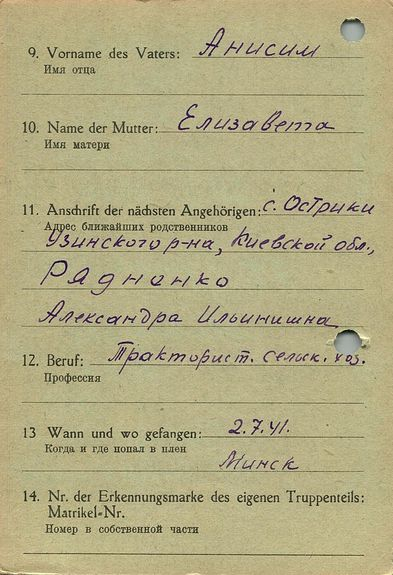 9. Vorname des Vaters: Анисим
Имя отца
10. Name der Mutter: Елизавета
Имя матери
11. Anschrift der nächsten Angehörigen: с. Острики
Адрес ближайших родственников
Узинского р-на, Киевской обл.,
Радненко
Александра Ильинишна
12. Beruf: Тракторист. сельск. хоз.
Профессия
13 Wann und wo gefangen: 2.7.41.
Когда и где попал в плен
Минск
14. Nr. der Erkennungsmarke des eigenen Truppenteils:
Matrikel-Nr.
Номер в собственной части